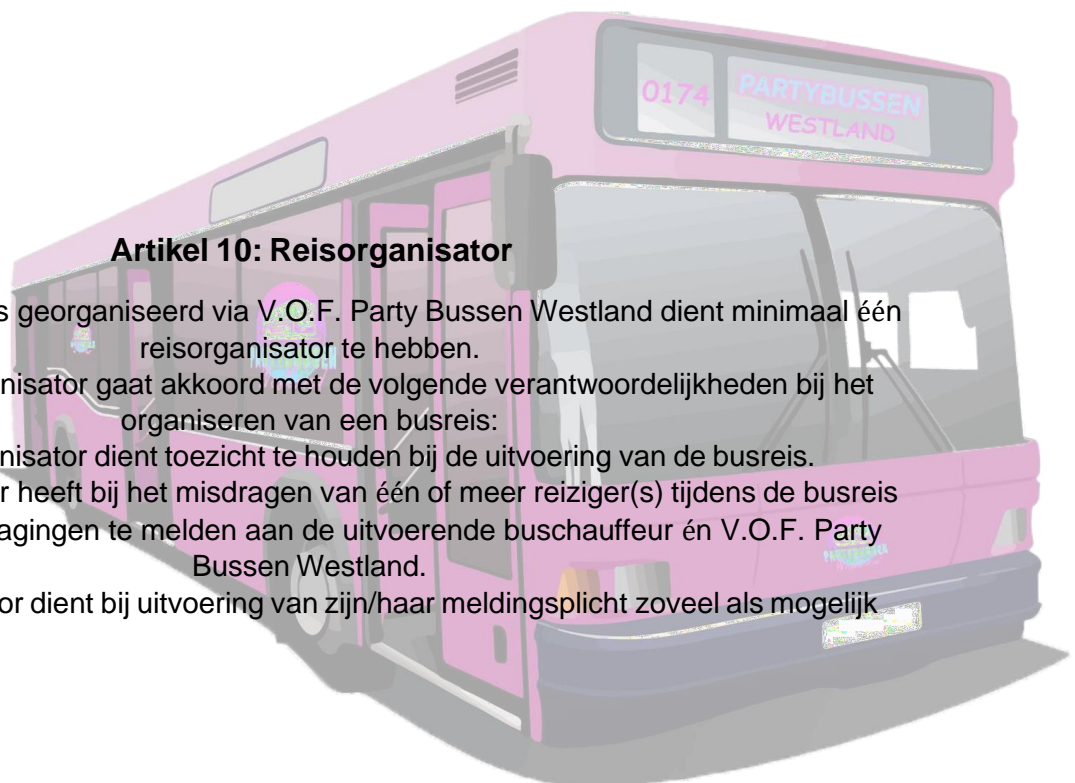 0174 PARTYBUSSEN
WESTLAND
Artikel 10: Reisorganisator
s georganiseerd via V.O.F. Party Bussen Westland dient minimaal één
reisorganisator te hebben.
nisator gaat akkoord met de volgende verantwoordelijkheden bij het
organiseren van een busreis:
nisator dient toezicht te houden bij de uitvoering van de busreis.
r heeft bij het misdragen van één of meer reiziger(s) tijdens de busreis
agingen te melden aan de uitvoerende buschauffeur én V.O.F. Party
Bussen Westland.
or dient bij uitvoering van zijn/haar meldingsplicht zoveel als mogelijk